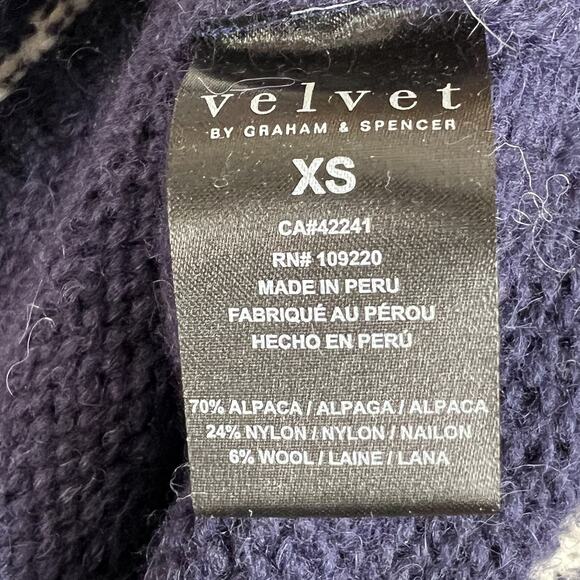 velvet
BY GRAHAM & SPENCER
XS
CA#42241
RN# 109220
MADE IN PERU
FABRIQUÉ AU PÉROU
HECHO EN PERÚ
70% ALPACA / ALPAGA / ALPACA
24% NYLON / NYLON / NAILON
6% WOOL / LAINE / LANA